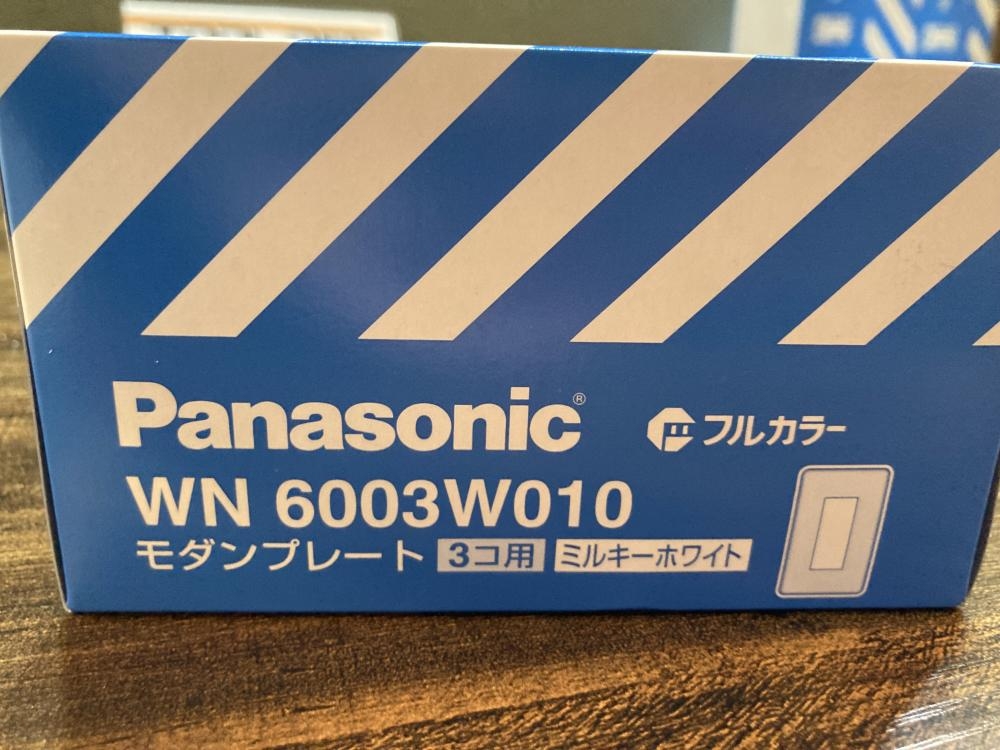 Panasonic® フルカラー
WN 6003W010
モダンプレート 3コ用 ミルキーホワイト